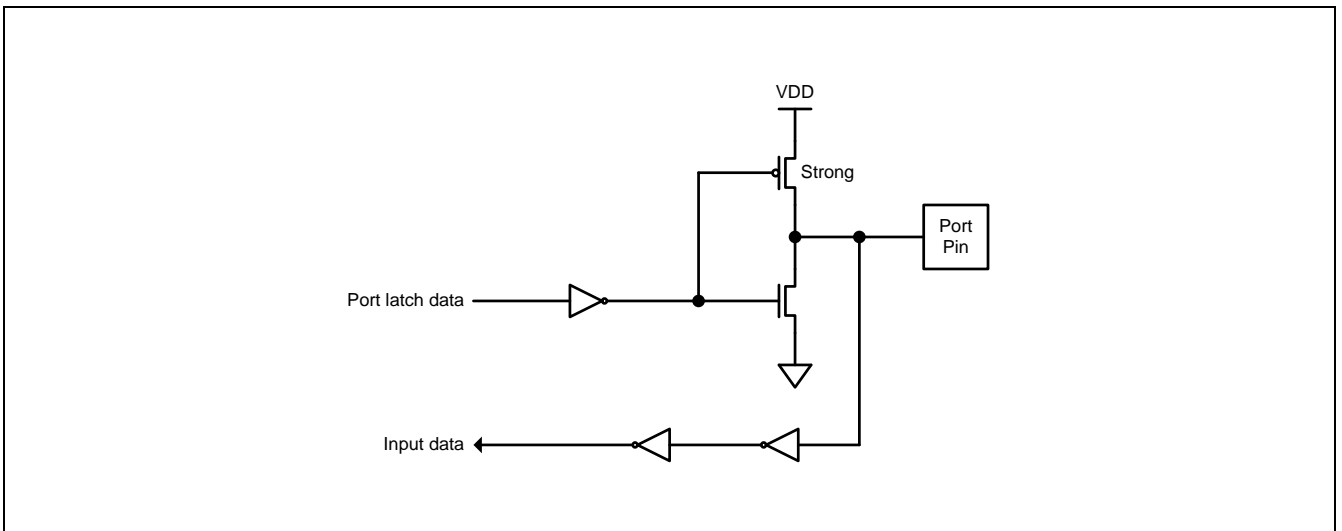 VDD
Strong
Port
Pin
Port latch data
Input data